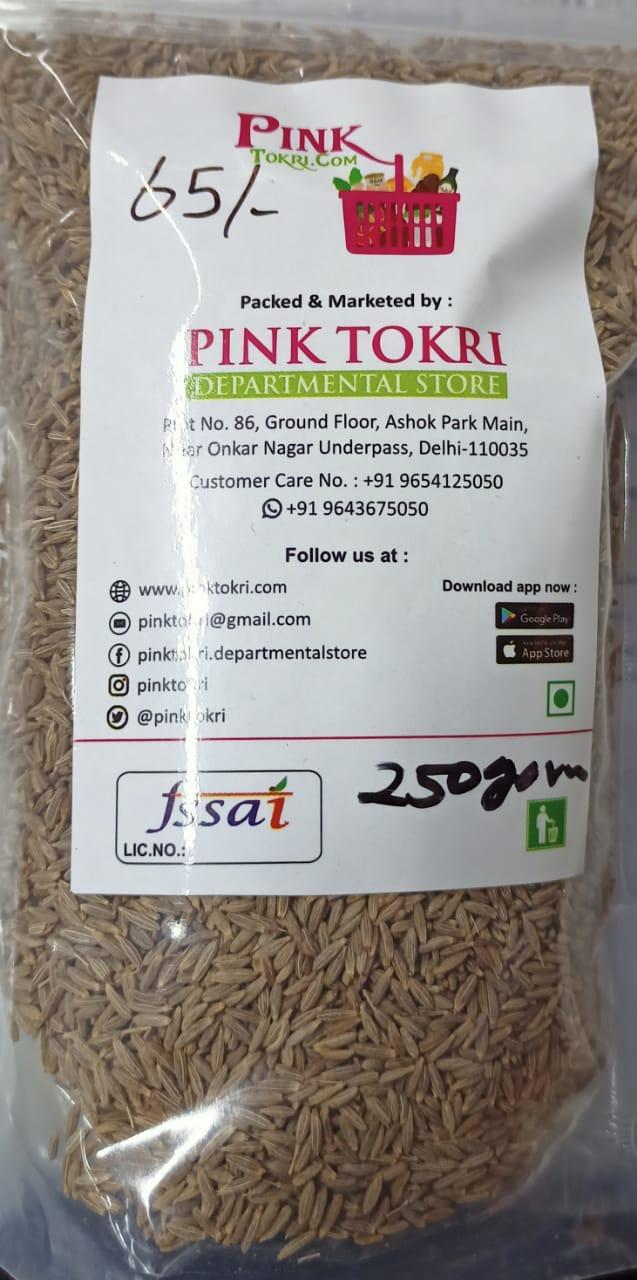 PINK
TOKRI.COM
65/-
Packed & Marketed by :
PINK TOKRI
DEPARTMENTAL STORE
No. 86, Ground Floor, Ashok Park Main,
Onkar Nagar Underpass, Delhi-110035
Customer Care No. : +91 9654125050
+91 9643675050
Follow us at :
Download app now :
Google Play
App Store
fssai
LIC.NO.:
250gm